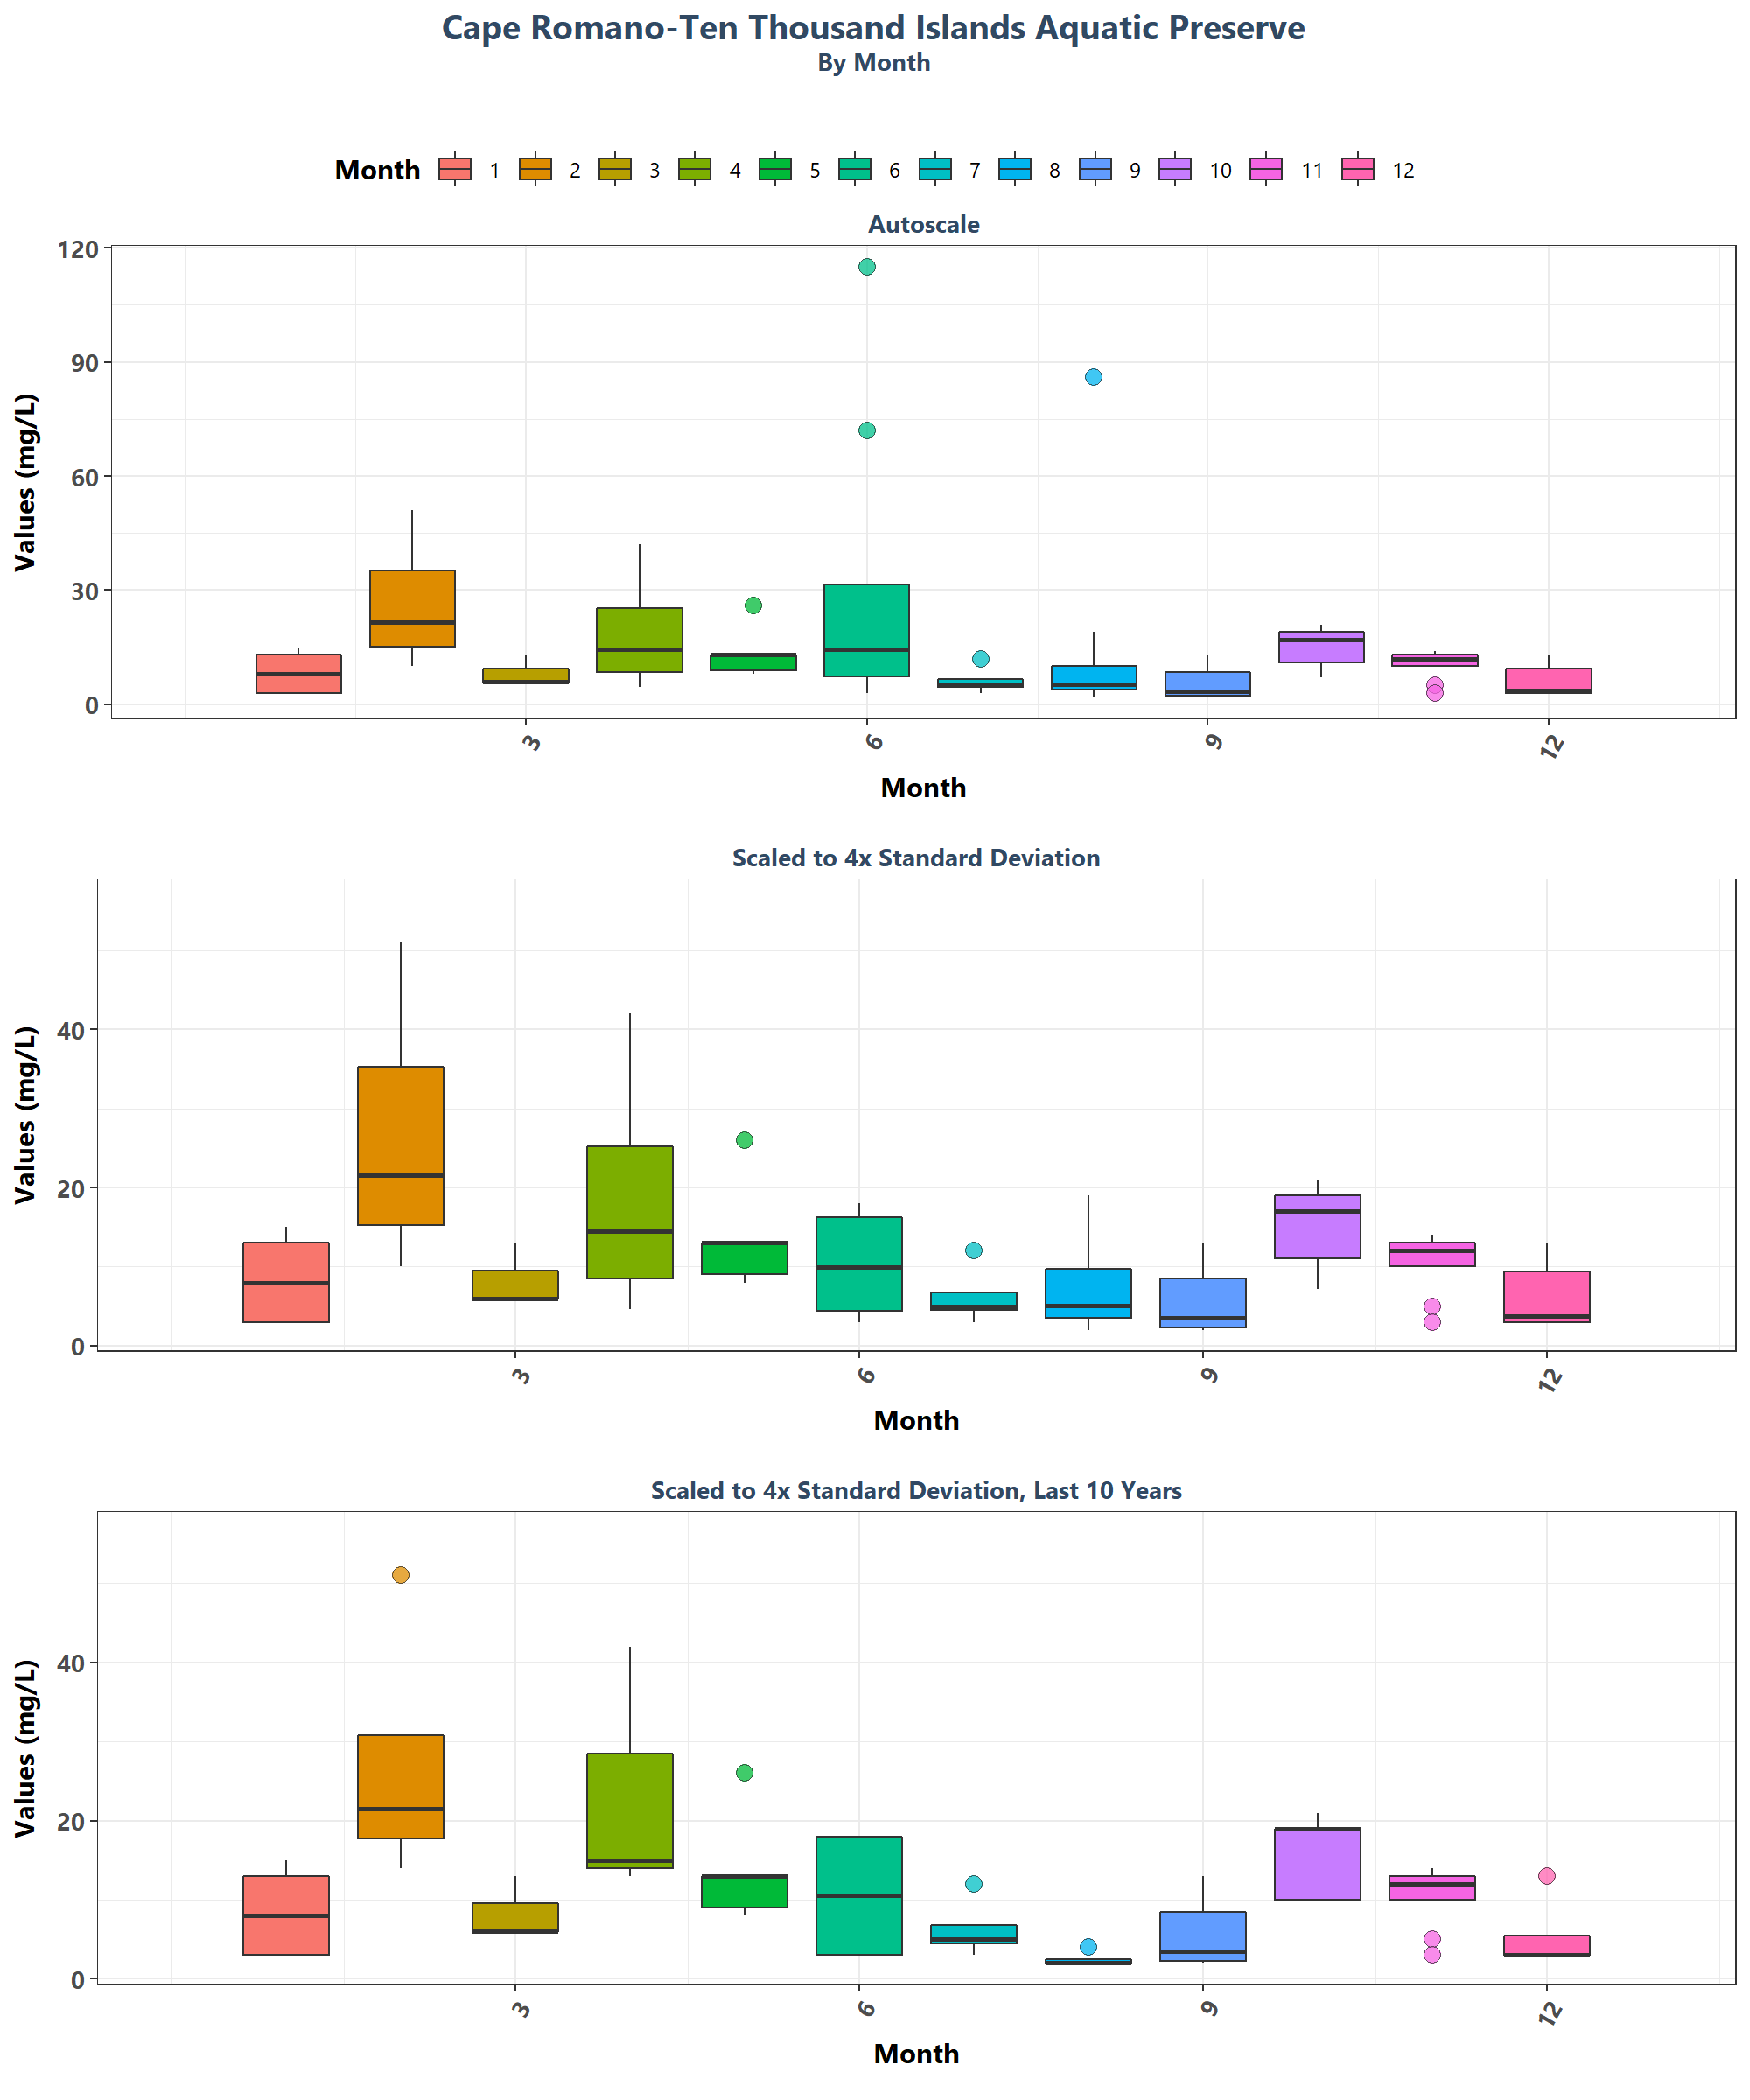 Cape Romano-Ten Thousand Islands Aquatic Preserve
By Month
Month 1 2 3 4 5 6 7 8 9 10 11 12
Autoscale
120
90
60
30
0
Values (mg/L)
3 6 9 12
Month
Scaled to 4x Standard Deviation
40
20
0
Values (mg/L)
3 6 9 12
Month
Scaled to 4x Standard Deviation, Last 10 Years
40
20
0
Values (mg/L)
3 6 9 12
Month